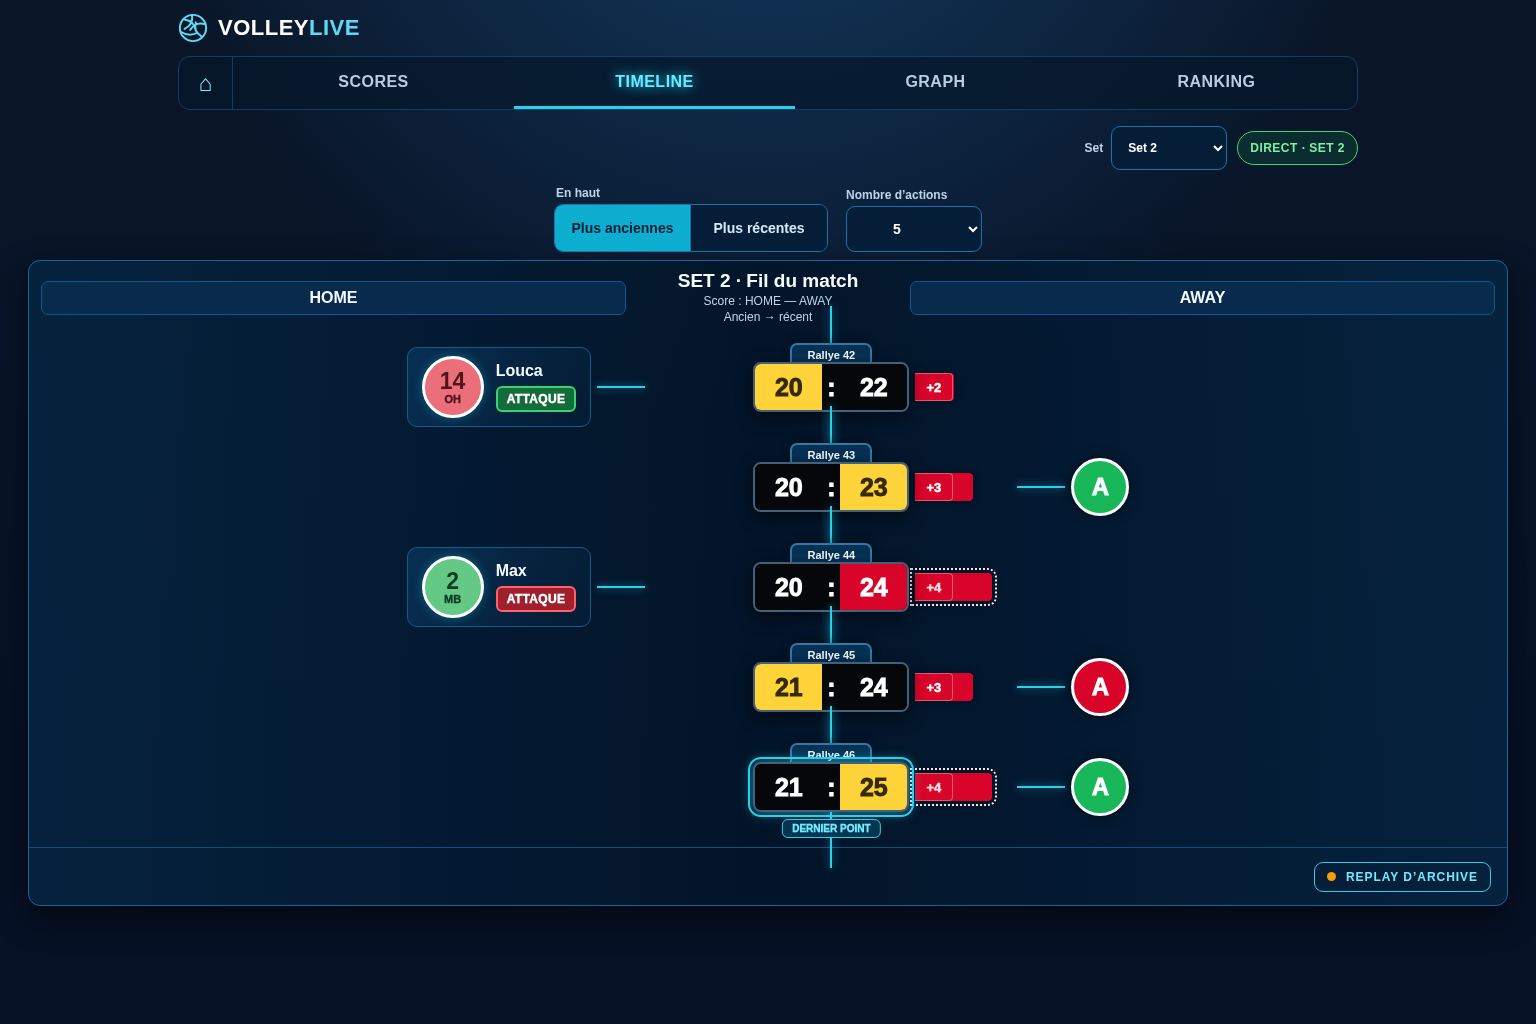 VOLLEYLIVE
SCORES TIMELINE GRAPH RANKING
Set Set 2 DIRECT · SET 2
En haut Nombre d’actions
Plus anciennes Plus récentes 5
SET 2 · Fil du match
HOME AWAY
Score : HOME — AWAY
Ancien → récent
Rallye 42
14 OH Louca ATTAQUE 20 : 22 +2
Rallye 43
20 : 23 +3 A
Rallye 44
2 MB Max ATTAQUE 20 : 24 +4
Rallye 45
21 : 24 +3 A
Rallye 46
21 : 25 +4 A
DERNIER POINT
REPLAY D’ARCHIVE